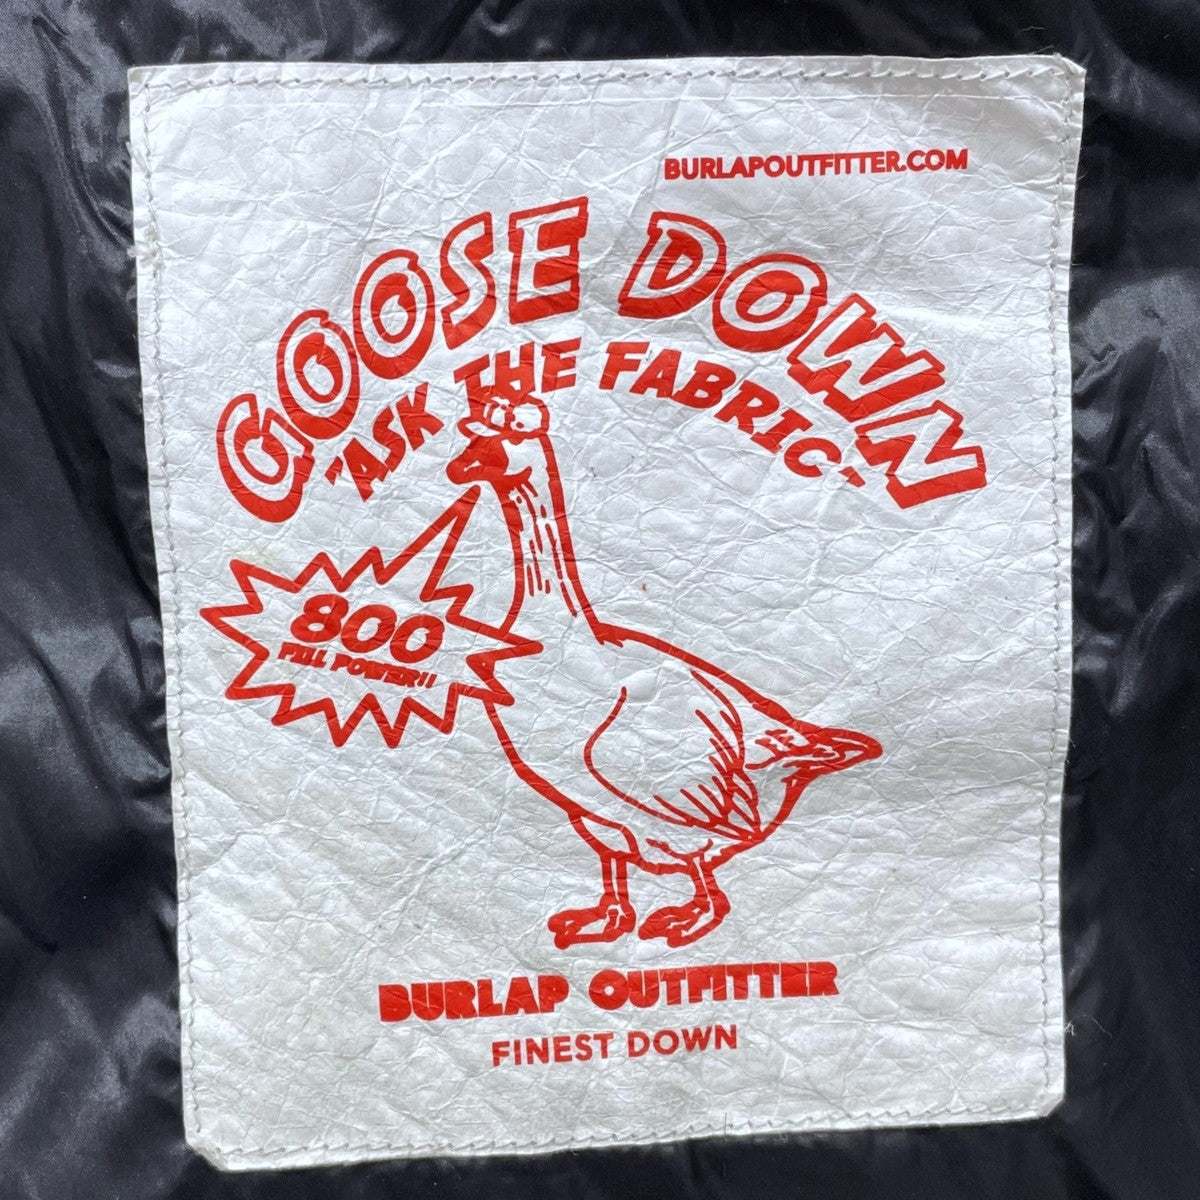 BURLAPOUTFITTER.COM
GOOSE DOWN
"ASK THE FABRIC"
800
FILL POWER!!
BURLAP OUTFITTER
FINEST DOWN